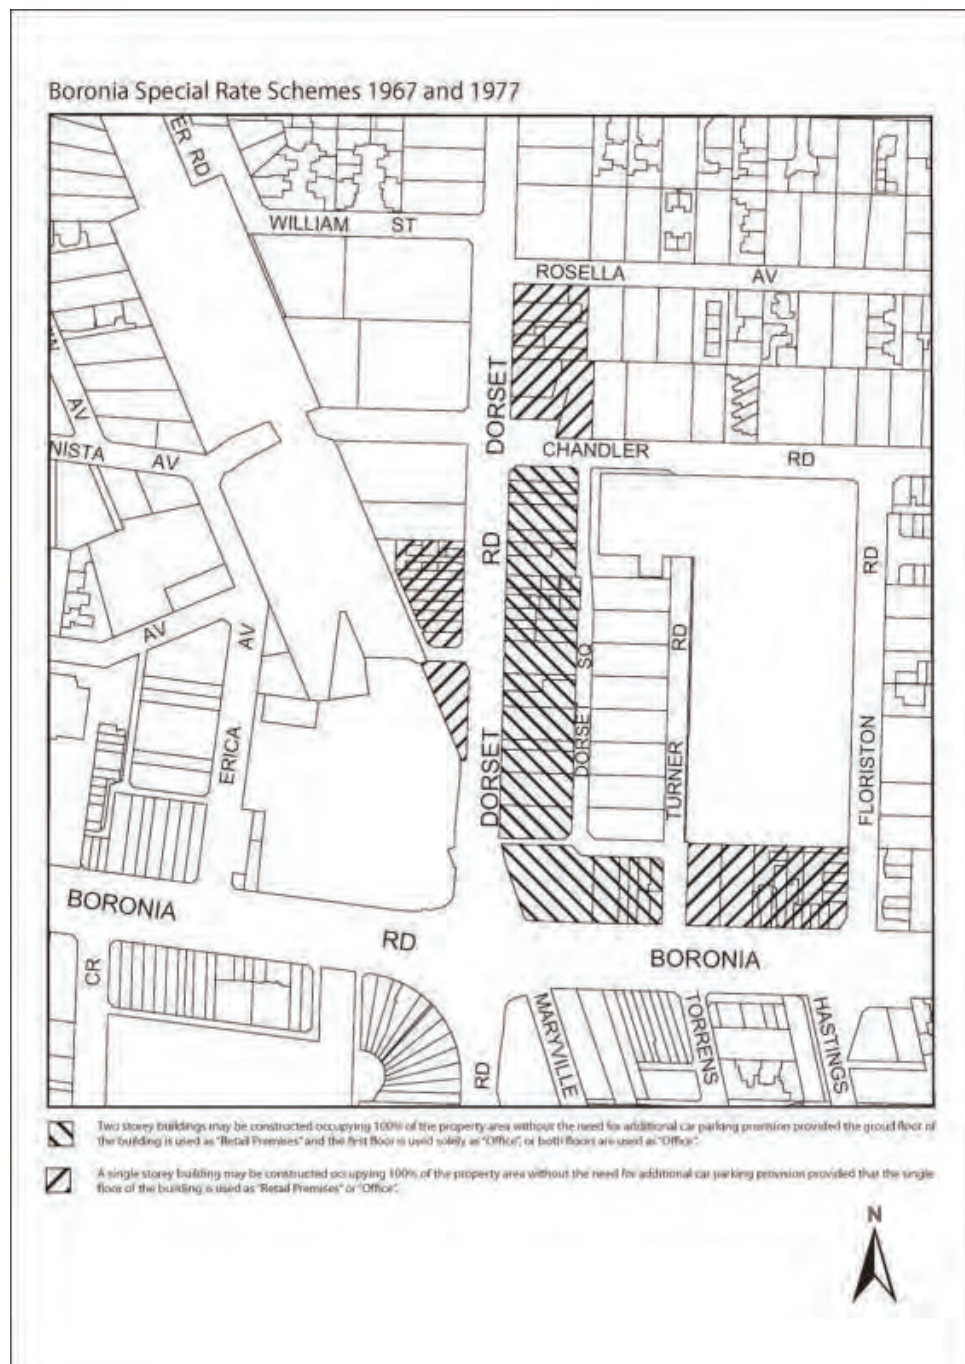 Boronia Special Rate Schemes 1967 and 1977
ER RD
WILLIAM ST
ROSELLA AV
DORSET
AV
CHANDLER RD
NISTA AV
RD
RD
AV
AV
RD
DORSET SQ
ERICA
DORSET
TURNER
FLORISTON
BORONIA
RD
BORONIA
CR
RD
MARYVILLE
TORRENS
HASTINGS
Two storey buildings may be constructed occupying 100% of the property area without the need for additional car parking provision provided the groud floor of
the building is used as "Retail Premises" and the first floor is used solely as "Office", or both floors are used as "Office".
A single storey building may be constructed occupying 100% of the property area without the need for additional car parking provision provided that the single
floor of the building is used as "Retail Premises" or "Office".
N